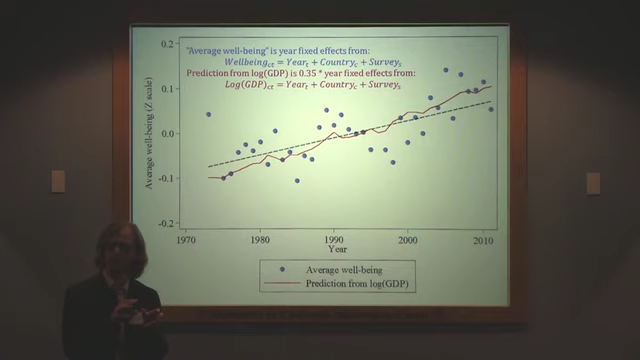 "Average well-being" is year fixed effects from:
Wellbeing_ct = Year_t + Country_c + Survey_s
Prediction from log(GDP) is 0.35 * year fixed effects from:
Log(GDP)_ct = Year_t + Country_c + Survey_s
Average well-being (Z scale)
0.2
0.1
0.0
-0.1
-0.2
1970 1980 1990 2000 2010
Year
Average well-being
Prediction from log(GDP)